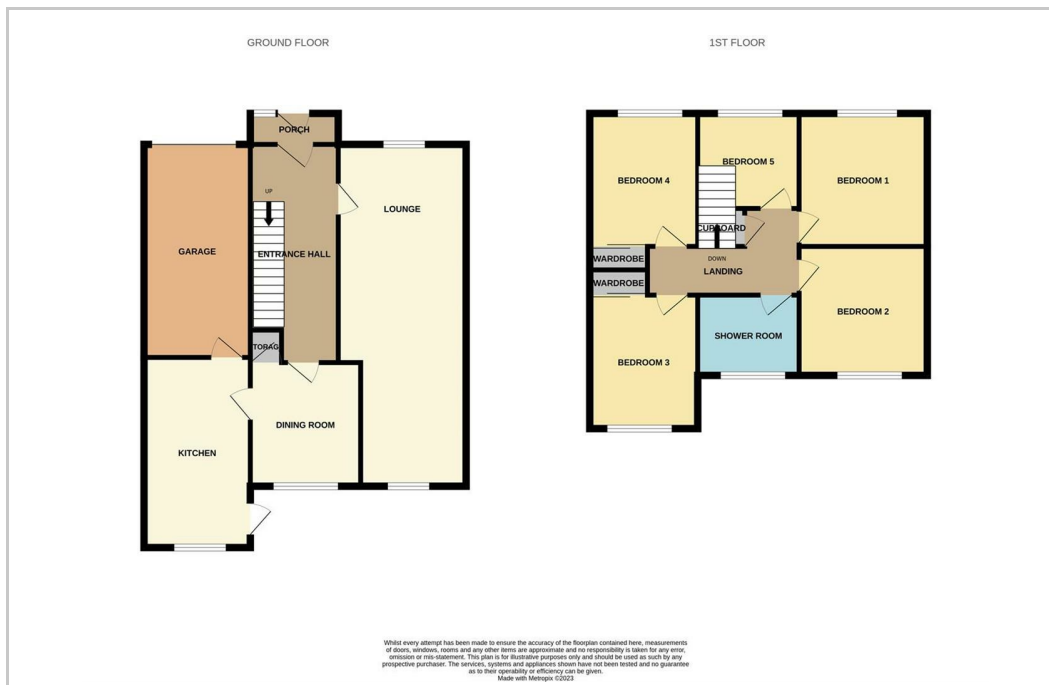 GROUND FLOOR
1ST FLOOR
PORCH
UP
LOUNGE
GARAGE
ENTRANCE HALL
TORAG
DINING ROOM
KITCHEN
BEDROOM 5
BEDROOM 4
BEDROOM 1
CUPBOARD
WARDROBE
DOWN
LANDING
WARDROBE
BEDROOM 2
SHOWER ROOM
BEDROOM 3
Whilst every attempt has been made to ensure the accuracy of the floorplan contained here, measurements
of doors, windows, rooms and any other items are approximate and no responsibility is taken for any error,
omission or mis-statement. This plan is for illustrative purposes only and should be used as such by any
prospective purchaser. The services, systems and appliances shown have not been tested and no guarantee
as to their operability or efficiency can be given.
Made with Metropix ©2023